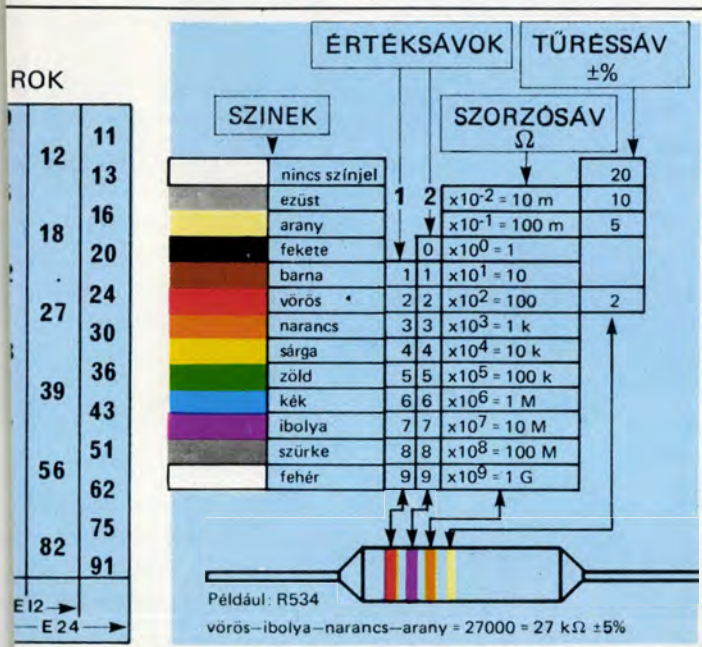 ROK
12
18
27
39
56
82
E12
11
13
16
20
24
30
36
43
51
62
75
91
E24
ÉRTÉKSÁVOK
TŰRÉSSÁV
±%
SZINEK
SZORZÓSÁV
Ω
1 2
nincs színjel 20
ezüst x10⁻² = 10 m 10
arany x10⁻¹ = 100 m 5
fekete 0 x10⁰ = 1
barna 1 1 x10¹ = 10
vörös 2 2 x10² = 100 2
narancs 3 3 x10³ = 1 k
sárga 4 4 x10⁴ = 10 k
zöld 5 5 x10⁵ = 100 k
kék 6 6 x10⁶ = 1 M
ibolya 7 7 x10⁷ = 10 M
szürke 8 8 x10⁸ = 100 M
fehér 9 9 x10⁹ = 1 G
Például: R534
vörös–ibolya–narancs–arany = 27000 = 27 kΩ ±5%